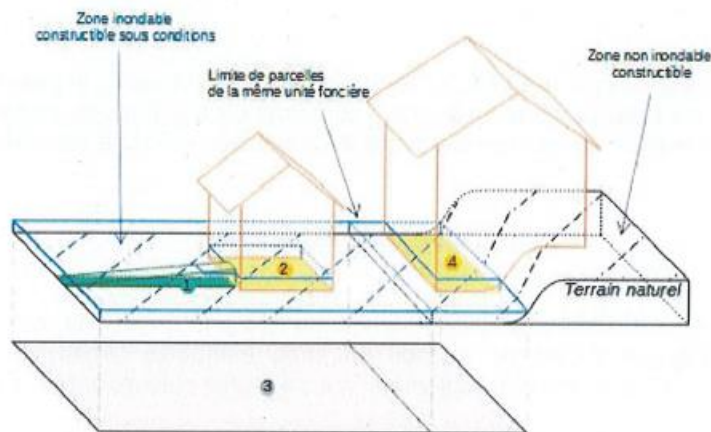 Zone inondable
constructible sous conditions
Limite de parcelles
de la même unité foncière
Zone non inondable
constructible
1
2
4
Terrain naturel
3